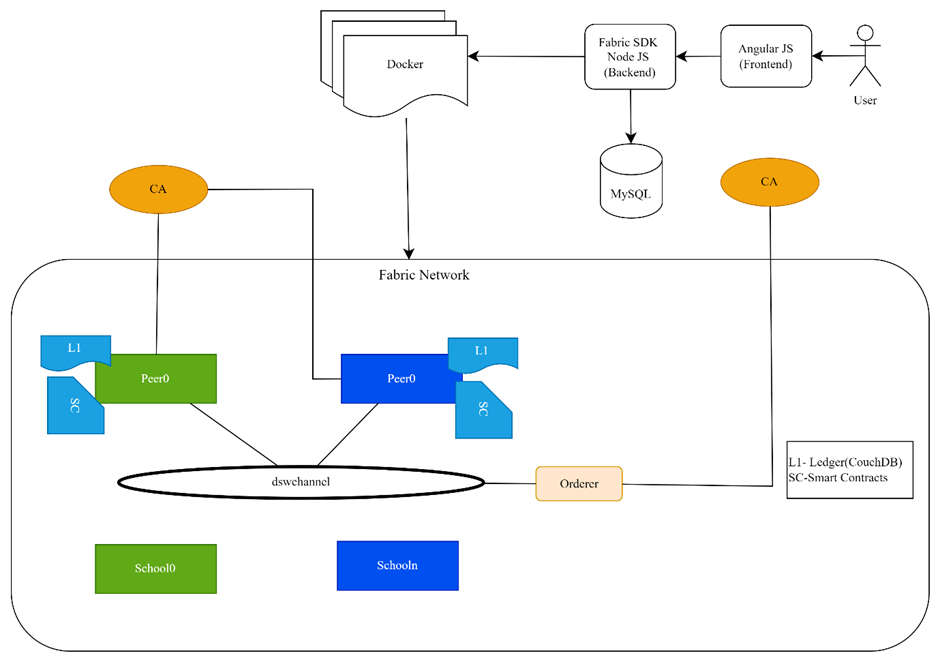 Docker
Fabric SDK
Node JS
(Backend)
Angular JS
(Frontend)
User
MySQL
CA
CA
Fabric Network
L1
Peer0
SC
Peer0
L1
SC
dswchannel
Orderer
L1- Ledger(CouchDB)
SC-Smart Contracts
School0
Schooln